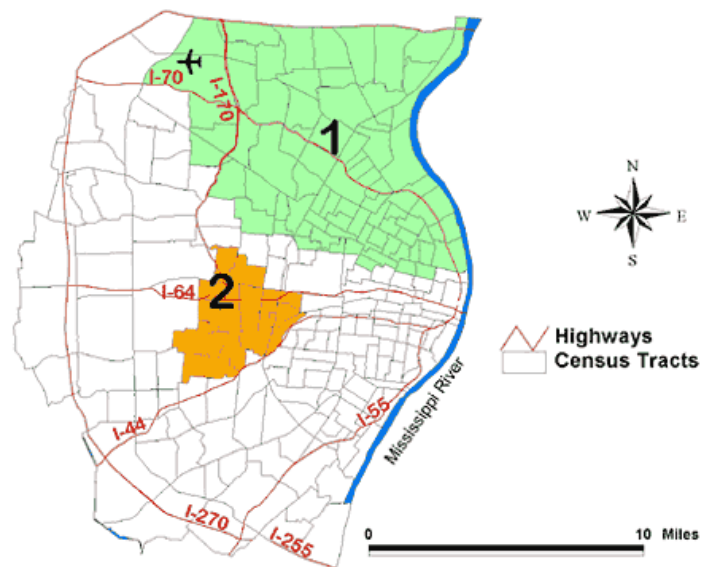 I-70
I-170
1
N
W
E
S
2
I-64
Highways
Census Tracts
Mississippi River
I-55
I-44
I-270
I-255
0
10 Miles